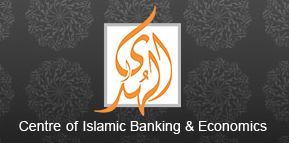 الهدى
Centre of Islamic Banking & Economics